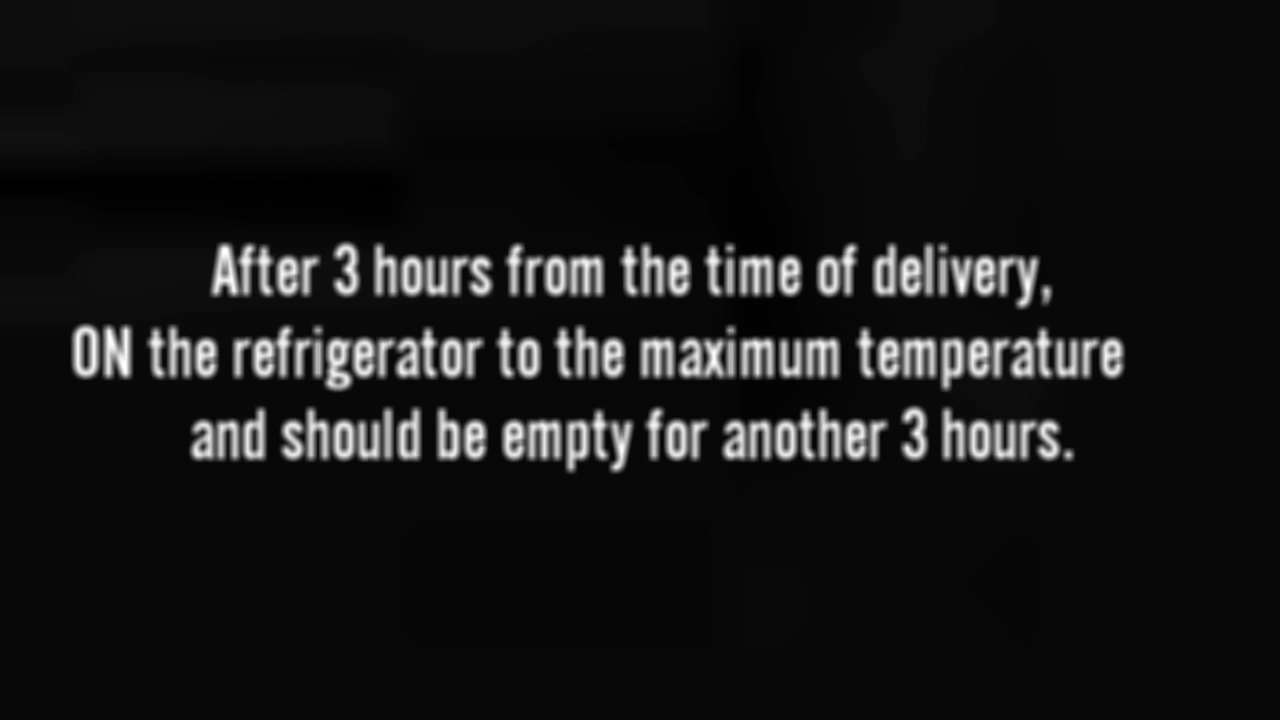 After 3 hours from the time of delivery,
ON the refrigerator to the maximum temperature
and should be empty for another 3 hours.